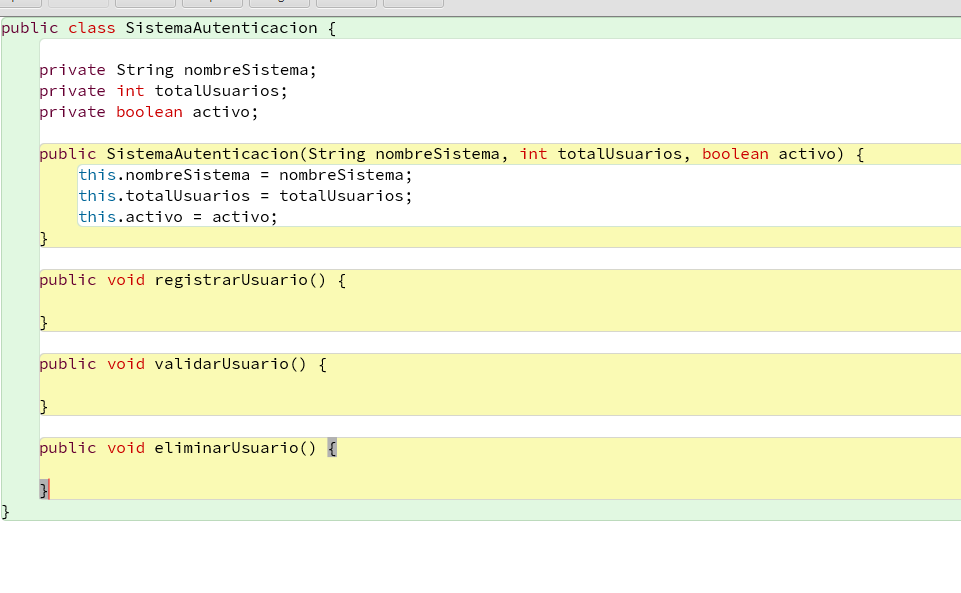 public class SistemaAutenticacion {
private String nombreSistema;
private int totalUsuarios;
private boolean activo;
public SistemaAutenticacion(String nombreSistema, int totalUsuarios, boolean activo) {
this.nombreSistema = nombreSistema;
this.totalUsuarios = totalUsuarios;
this.activo = activo;
}
public void registrarUsuario() {
}
public void validarUsuario() {
}
public void eliminarUsuario() {
}
}